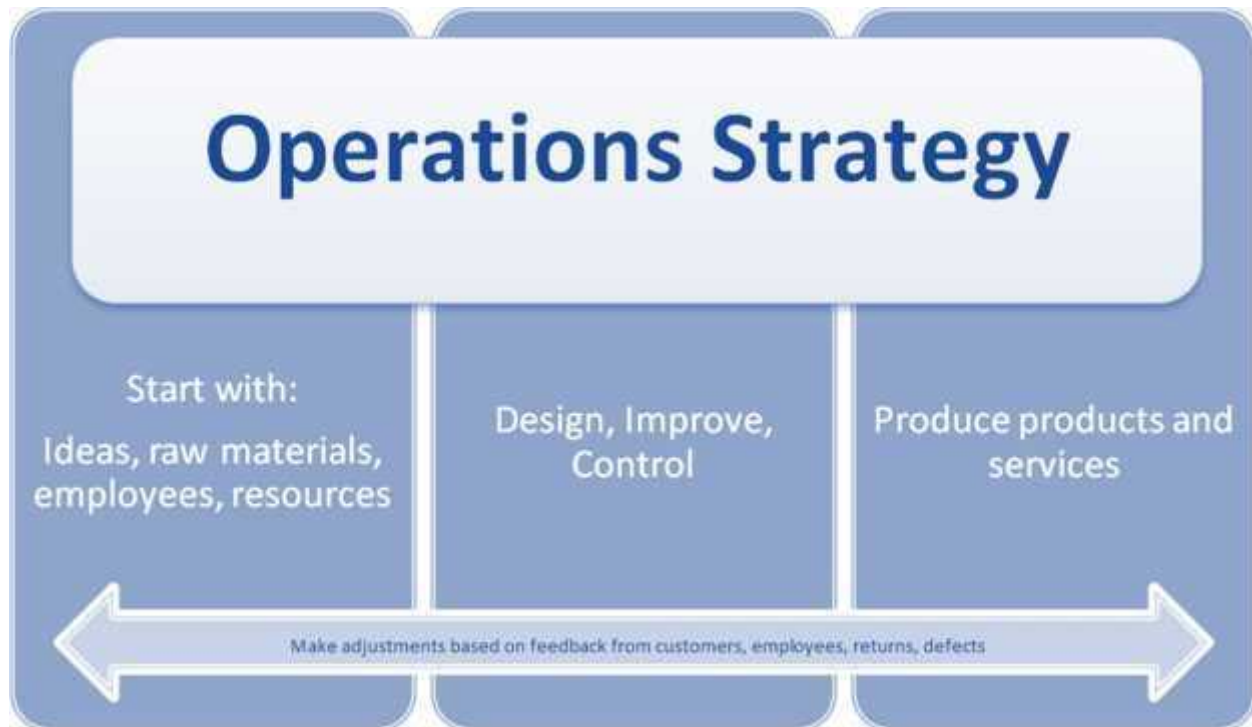 Operations Strategy
Start with:
Ideas, raw materials,
employees, resources
Design, Improve,
Control
Produce products and
services
Make adjustments based on feedback from customers, employees, returns, defects